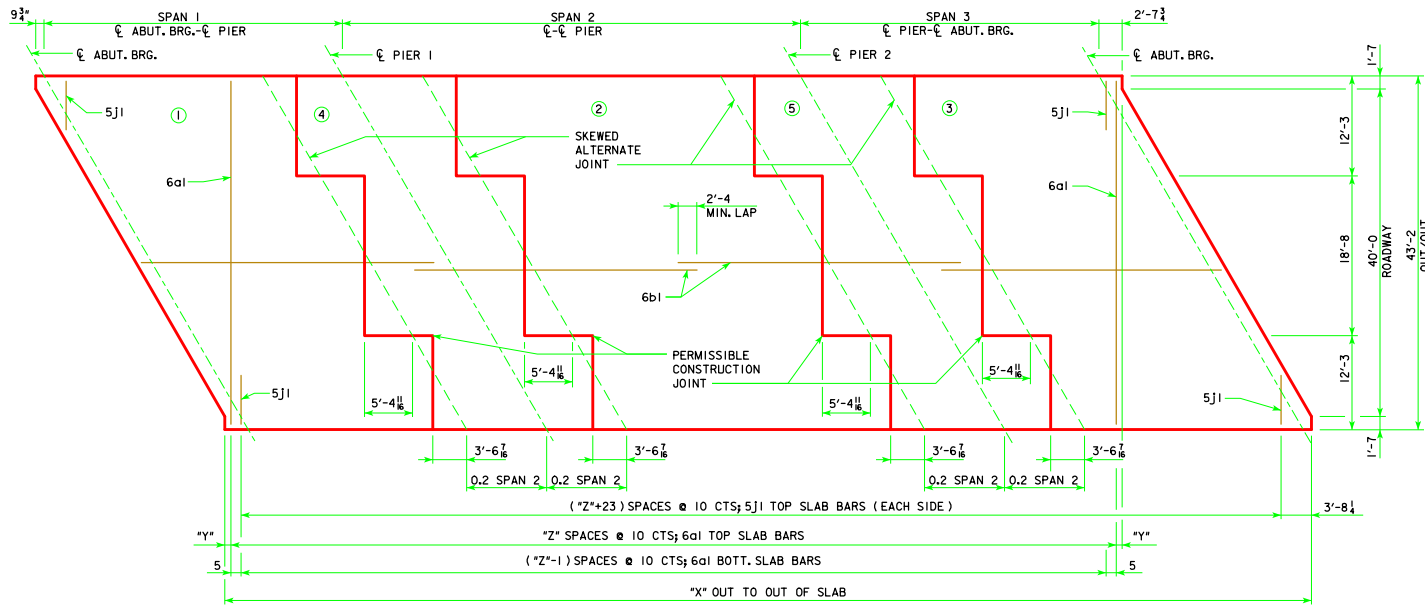 9¾" SPAN 1 SPAN 2 SPAN 3 2'-7¾
℄ ABUT. BRG.-℄ PIER ℄-℄ PIER ℄ PIER-℄ ABUT. BRG.
℄ ABUT. BRG. ℄ PIER 1 ℄ PIER 2 ℄ ABUT. BRG.
1'-7
5j1 1 4 2 5 3 5j1
12'-3
SKEWED
ALTERNATE
JOINT
6a1 6a1
2'-4
MIN. LAP
18'-8
40'-0
ROADWAY
43'-2
OUT/OUT
6b1
PERMISSIBLE
CONSTRUCTION
JOINT
5'-4 11/16 5'-4 11/16 5'-4 11/16 5'-4 11/16
12'-3
5j1 5j1
1'-7
3'-6 7/16 3'-6 7/16 3'-6 7/16 3'-6 7/16
0.2 SPAN 2 0.2 SPAN 2 0.2 SPAN 2 0.2 SPAN 2
("Z"+23) SPACES @ 10 CTS; 5j1 TOP SLAB BARS (EACH SIDE) 3'-8¼
"Y" "Z" SPACES @ 10 CTS; 6a1 TOP SLAB BARS "Y"
5 ("Z"-1) SPACES @ 10 CTS; 6a1 BOTT. SLAB BARS 5
"X" OUT TO OUT OF SLAB